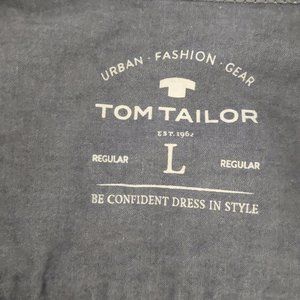 URBAN · FASHION · GEAR
TOM TAILOR
EST. 1962
REGULAR L REGULAR
BE CONFIDENT DRESS IN STYLE